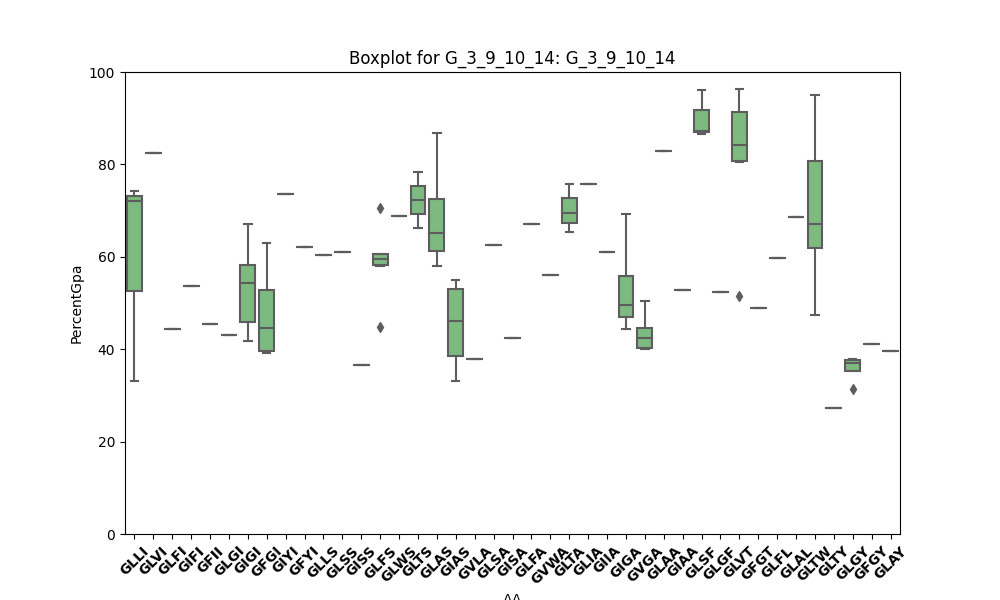 Boxplot for G_3_9_10_14: G_3_9_10_14
PercentGpa
100
80
60
40
20
0
GLLI
GLVI
GLFI
GIFI
GFII
GLGI
GIGI
GFGI
GIYI
GFYI
GLLS
GLSS
GISS
GLFS
GLWS
GLTS
GLAS
GIAS
GVLA
GLSA
GISA
GLFA
GVWA
GLTA
GLIA
GIIA
GIGA
GVGA
GLAA
GIAA
GLSF
GLGF
GLVT
GFGT
GLFL
GLAL
GLTW
GLTY
GLGY
GFGY
GLAY
AA